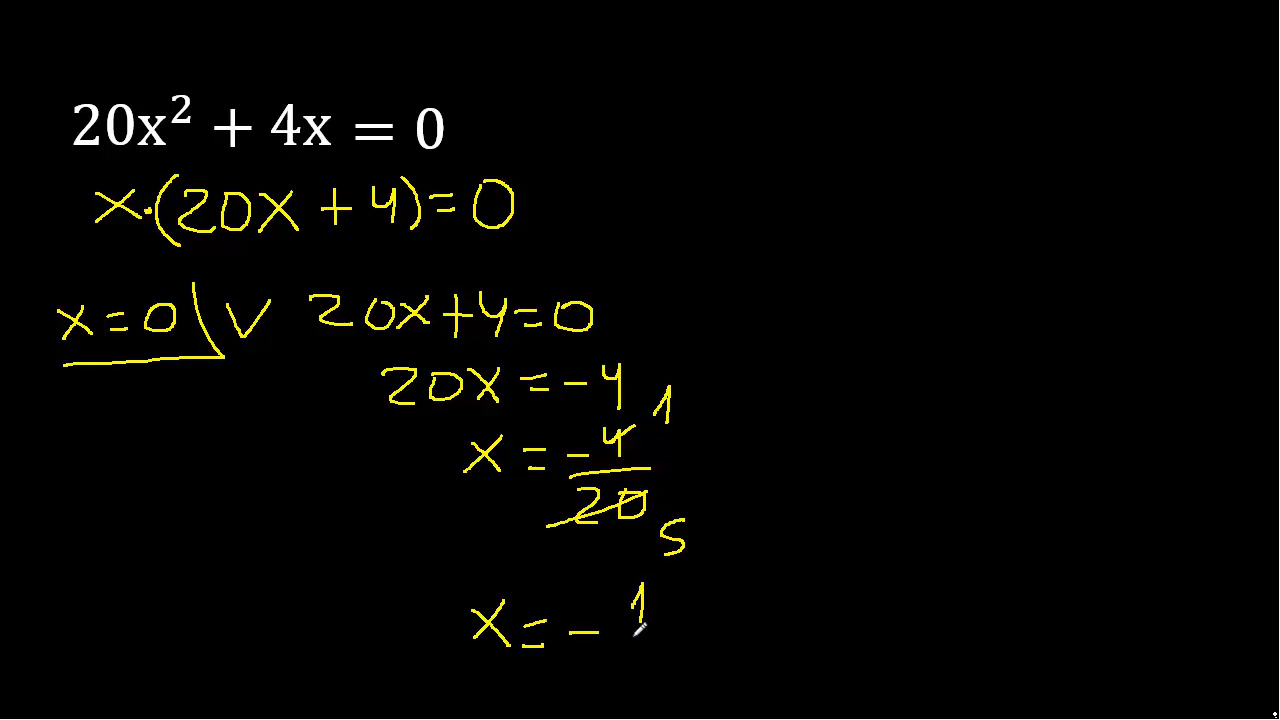 20x² + 4x = 0
x·(20x + 4) = 0
x = 0 ∨ 20x + 4 = 0
20x = -4
x = -4/20 1 5
x = - 1